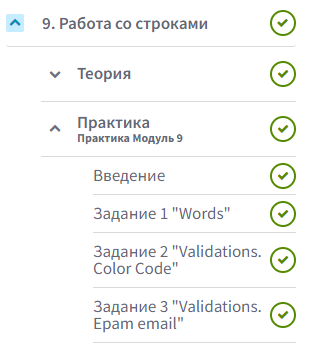 9. Работа со строками
Теория
Практика
Практика Модуль 9
Введение
Задание 1 "Words"
Задание 2 "Validations.
Color Code"
Задание 3 "Validations.
Epam email"